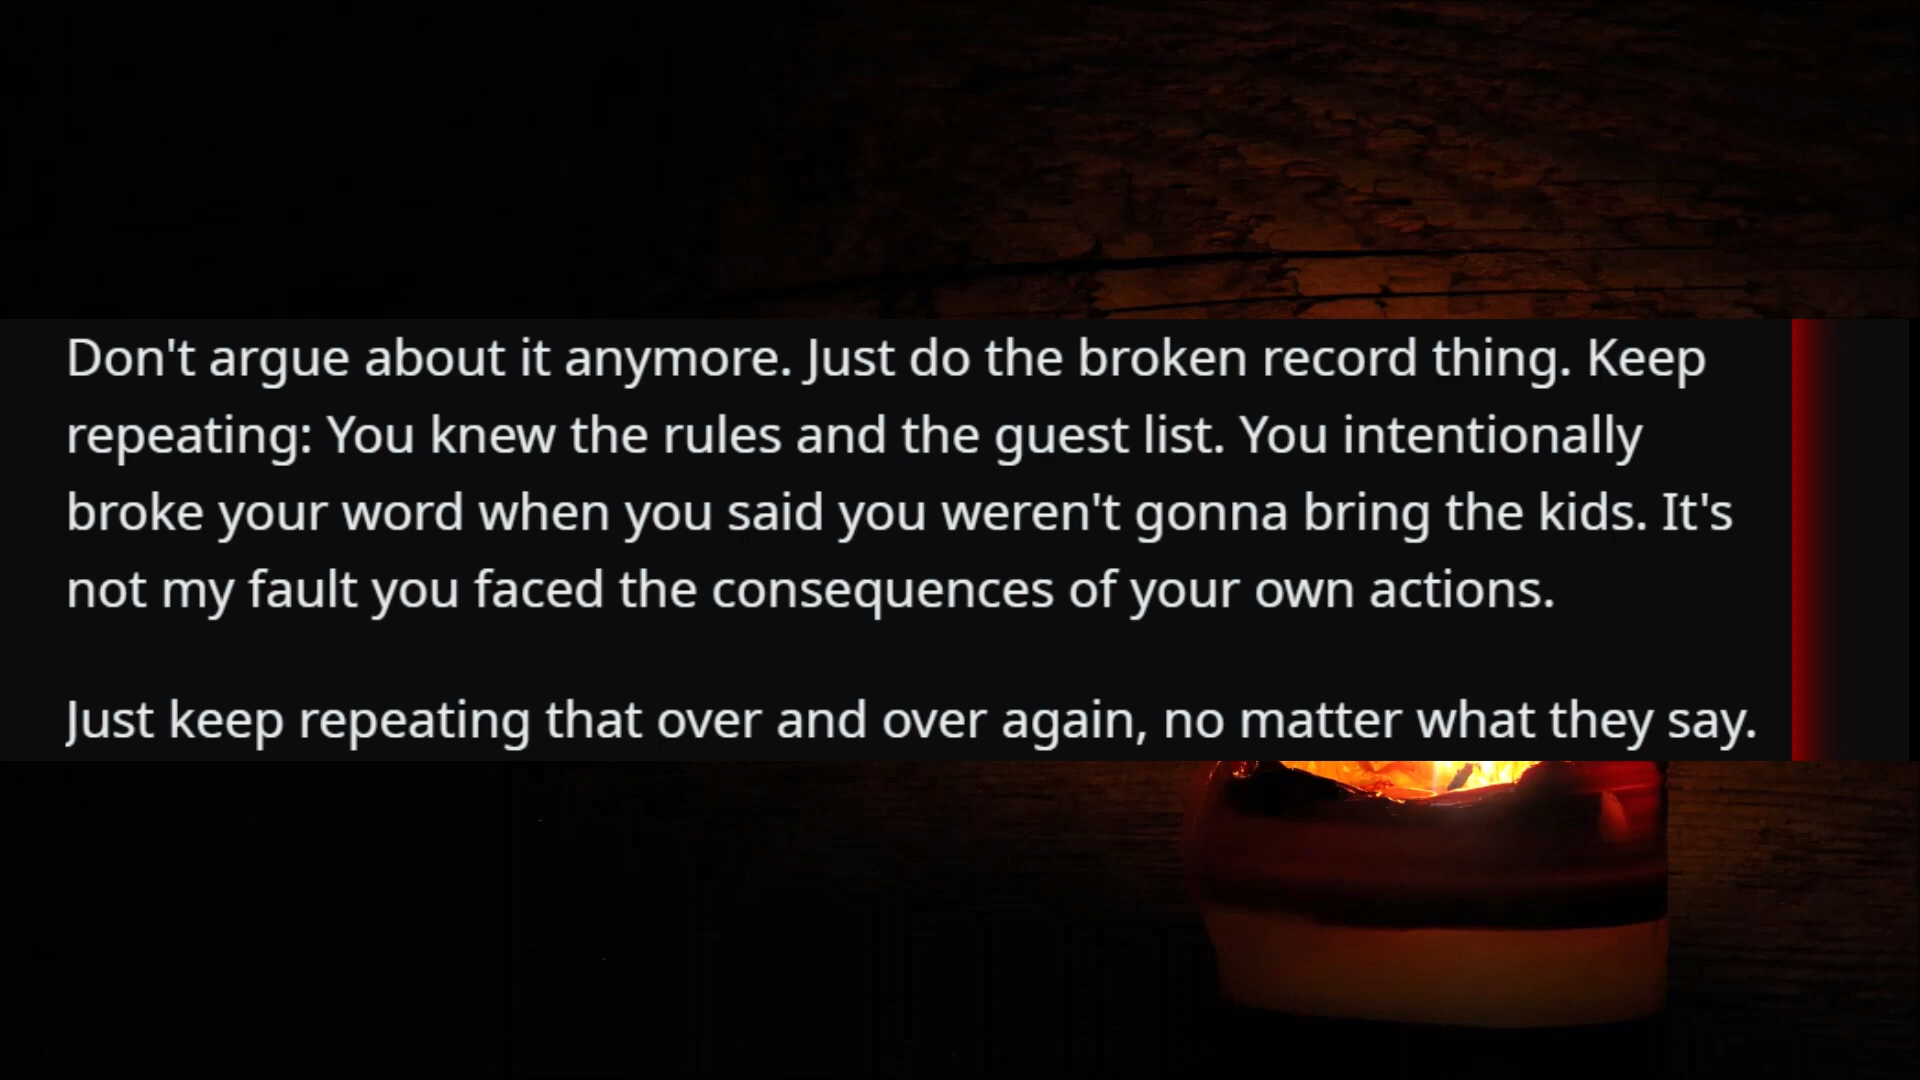 Don't argue about it anymore. Just do the broken record thing. Keep
repeating: You knew the rules and the guest list. You intentionally
broke your word when you said you weren't gonna bring the kids. It's
not my fault you faced the consequences of your own actions.
Just keep repeating that over and over again, no matter what they say.